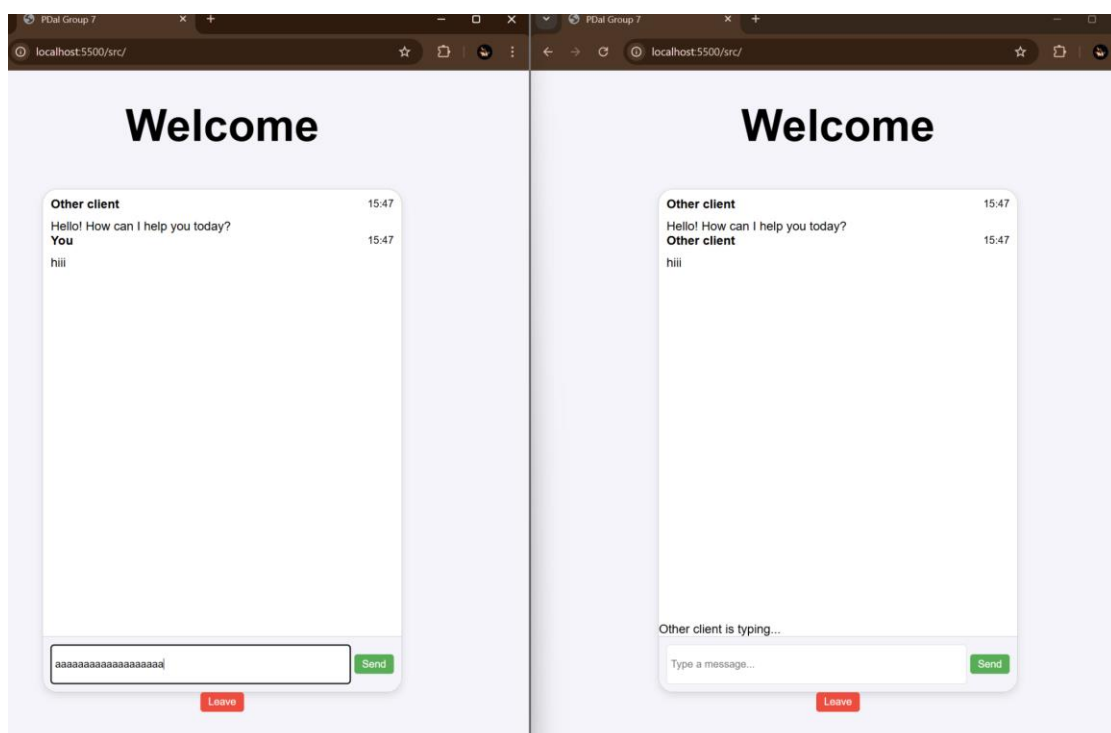 PDal Group 7
localhost:5500/src/
Welcome
Other client 15:47
Hello! How can I help you today?
You 15:47
hiii
aaaaaaaaaaaaaaaaaaa
Send
Leave
PDal Group 7
localhost:5500/src/
Welcome
Other client 15:47
Hello! How can I help you today?
Other client 15:47
hiii
Other client is typing...
Type a message...
Send
Leave